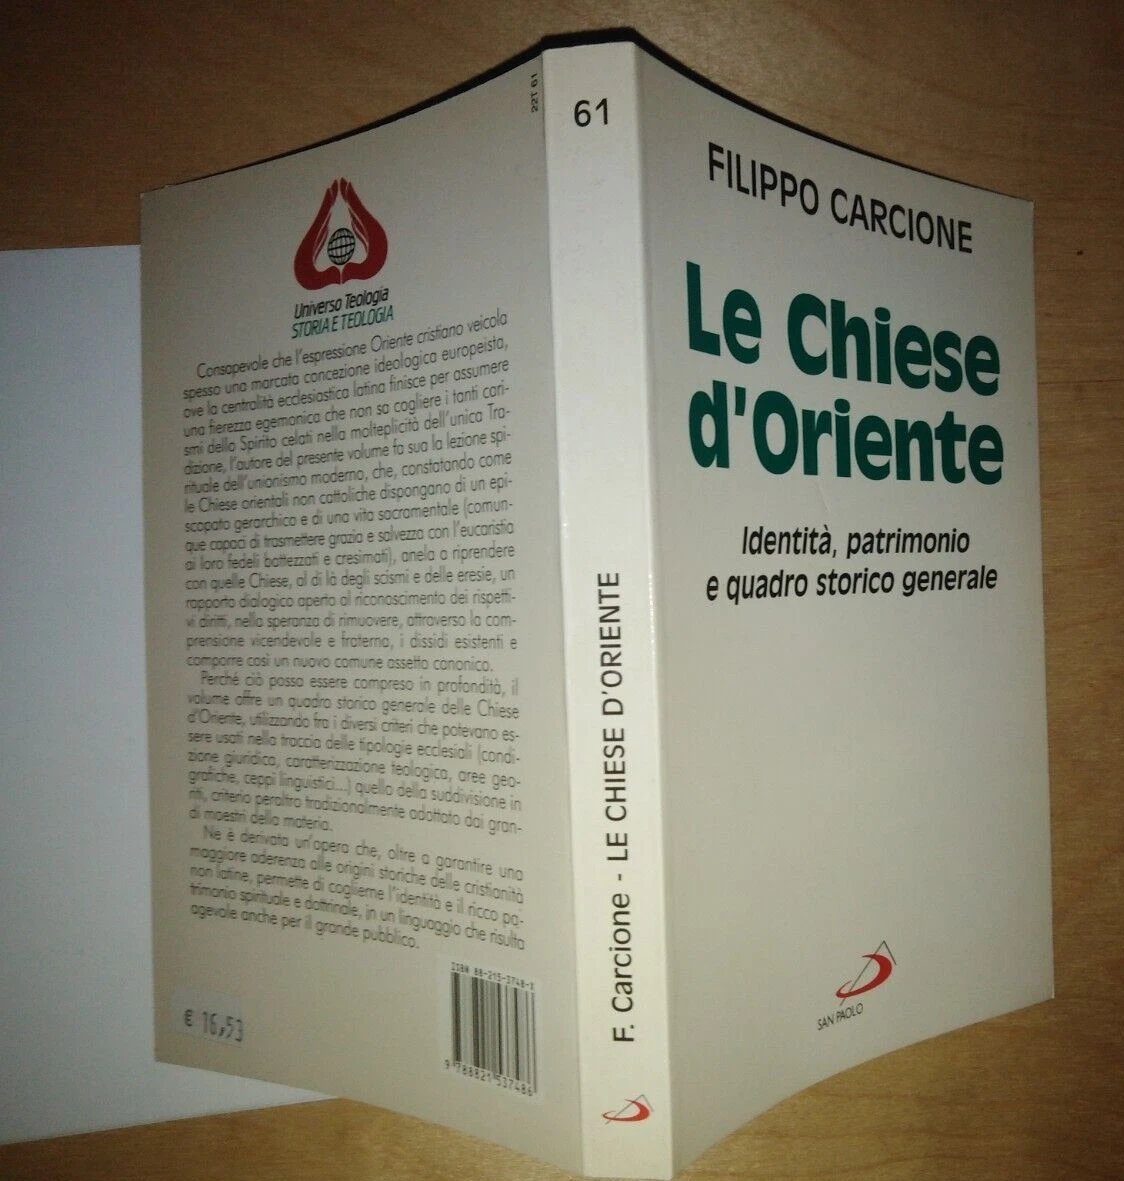 22T 61
Universo Teologia
STORIA E TEOLOGIA
Consapevole che l'espressione Oriente cristiano veicola
spesso una marcata concezione ideologica europeista,
ove la centralità ecclesiastica latina finisce per assumere
una fierezza egemonica che non sa cogliere i tanti cari-
smi dello Spirito celati nella molteplicità dell'unica Tra-
dizione, l'autore del presente volume fa sua la lezione spi-
rituale dell'unionismo moderno, che, constatando come
le Chiese orientali non cattoliche dispongano di un epi-
scopato gerarchico e di una vita sacramentale (comun-
que capaci di trasmettere grazia e salvezza con l'eucaristia
ai loro fedeli battezzati e cresimati), anela a riprendere
con quelle Chiese, al di là degli scismi e delle eresie, un
rapporto dialogico aperto al riconoscimento dei rispetti-
vi diritti, nella speranza di rimuovere, attraverso la com-
prensione vicendevole e fraterna, i dissidi esistenti e
comporre così un nuovo comune assetto canonico.
Perché ciò possa essere compreso in profondità, il
volume offre un quadro storico generale delle Chiese
d'Oriente, utilizzando fra i diversi criteri che potevano es-
sere usati nella traccia delle tipologie ecclesiali (condi-
zione giuridica, caratterizzazione teologica, aree geo-
grafiche, ceppi linguistici...) quello della suddivisione in
riti, criterio peraltro tradizionalmente adottato dai gran-
di maestri della materia.
Ne è derivata un'opera che, oltre a garantire una
maggiore aderenza alle origini storiche delle cristianità
non latine, permette di coglierne l'identità e il ricco pa-
trimonio spirituale e dottrinale, in un linguaggio che risulta
agevole anche per il grande pubblico.
€ 16,53
ISBN 88-215-3748-X
9 788821 537486
61
F. Carcione - LE CHIESE D'ORIENTE
FILIPPO CARCIONE
Le Chiese
d'Oriente
Identità, patrimonio
e quadro storico generale
SAN PAOLO